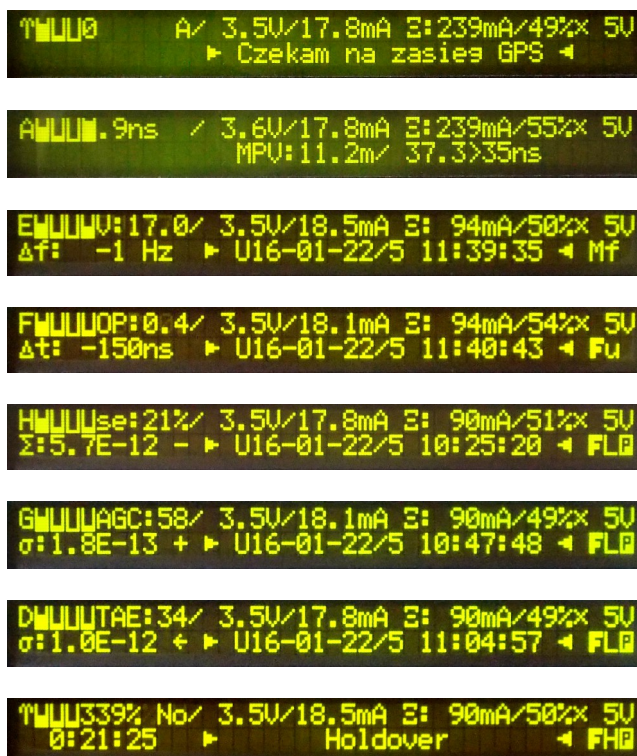 ↑⊔⊔⊔0 A/ 3.5V/17.8mA Ξ:239mA/49%× 5V
► Czekam na zasieg GPS ◄
A⊔⊔⊔⊔.9ns / 3.6V/17.8mA Ξ:239mA/55%× 5V
MPV:11.2m/ 37.3>35ns
E⊔⊔⊔⊔V:17.0/ 3.5V/18.5mA Ξ: 94mA/50%× 5V
Δf: -1 Hz ► U16-01-22/5 11:39:35 ◄ Mf
F⊔⊔⊔⊔OP:0.4/ 3.5V/18.1mA Ξ: 94mA/54%× 5V
Δt: -150ns ► U16-01-22/5 11:40:43 ◄ Fu
H⊔⊔⊔⊔se:21%/ 3.5V/17.8mA Ξ: 90mA/51%× 5V
Σ:5.7E-12 - ► U16-01-22/5 10:25:20 ◄ FLP
G⊔⊔⊔⊔AGC:58/ 3.5V/18.1mA Ξ: 90mA/49%× 5V
σ:1.8E-13 + ► U16-01-22/5 10:47:48 ◄ FLP
D⊔⊔⊔⊔TAE:34/ 3.5V/17.8mA Ξ: 90mA/49%× 5V
σ:1.0E-12 ← ► U16-01-22/5 11:04:57 ◄ FLP
↑⊔⊔⊔⊔339% No/ 3.5V/18.5mA Ξ: 90mA/50%× 5V
0:21:25 ► Holdover ◄ FHP